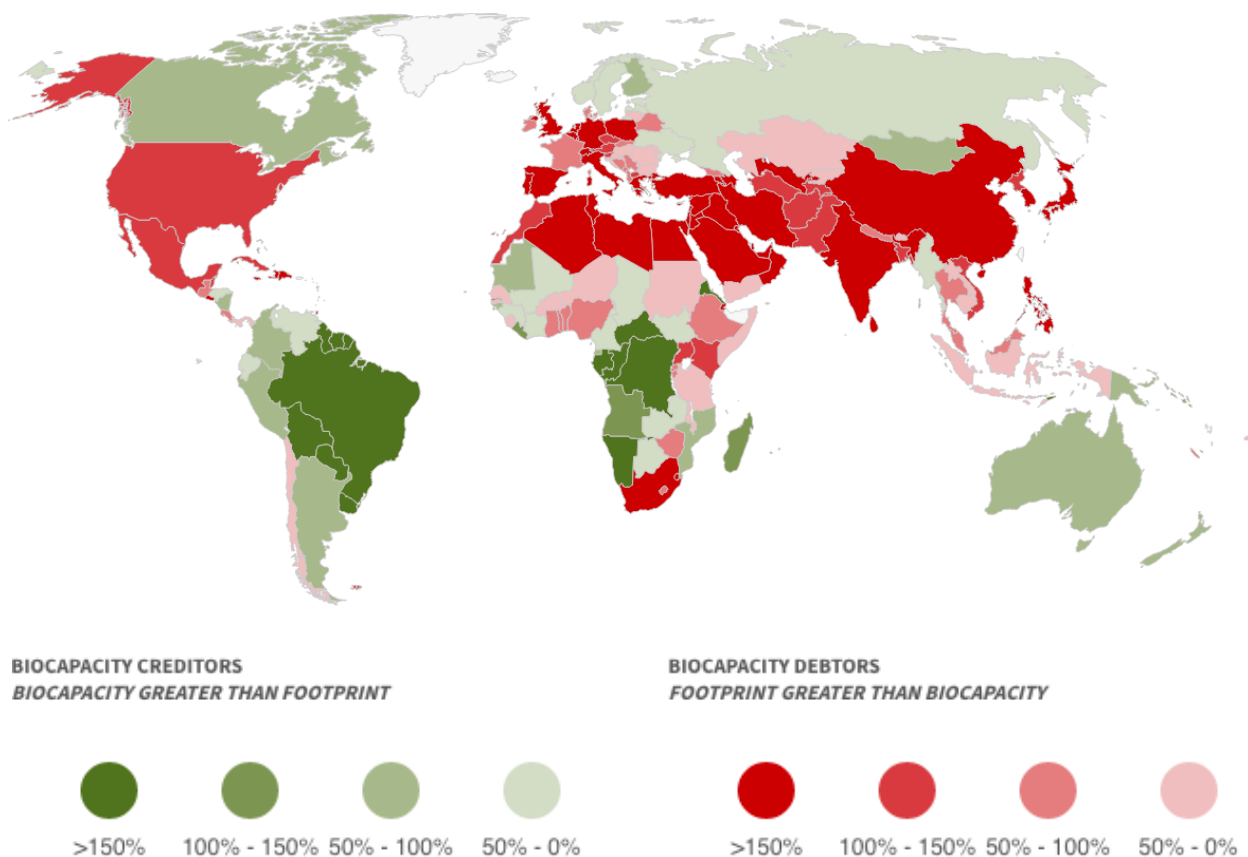 BIOCAPACITY CREDITORS
BIOCAPACITY GREATER THAN FOOTPRINT
>150%
100% - 150%
50% - 100%
50% - 0%
BIOCAPACITY DEBTORS
FOOTPRINT GREATER THAN BIOCAPACITY
>150%
100% - 150%
50% - 100%
50% - 0%